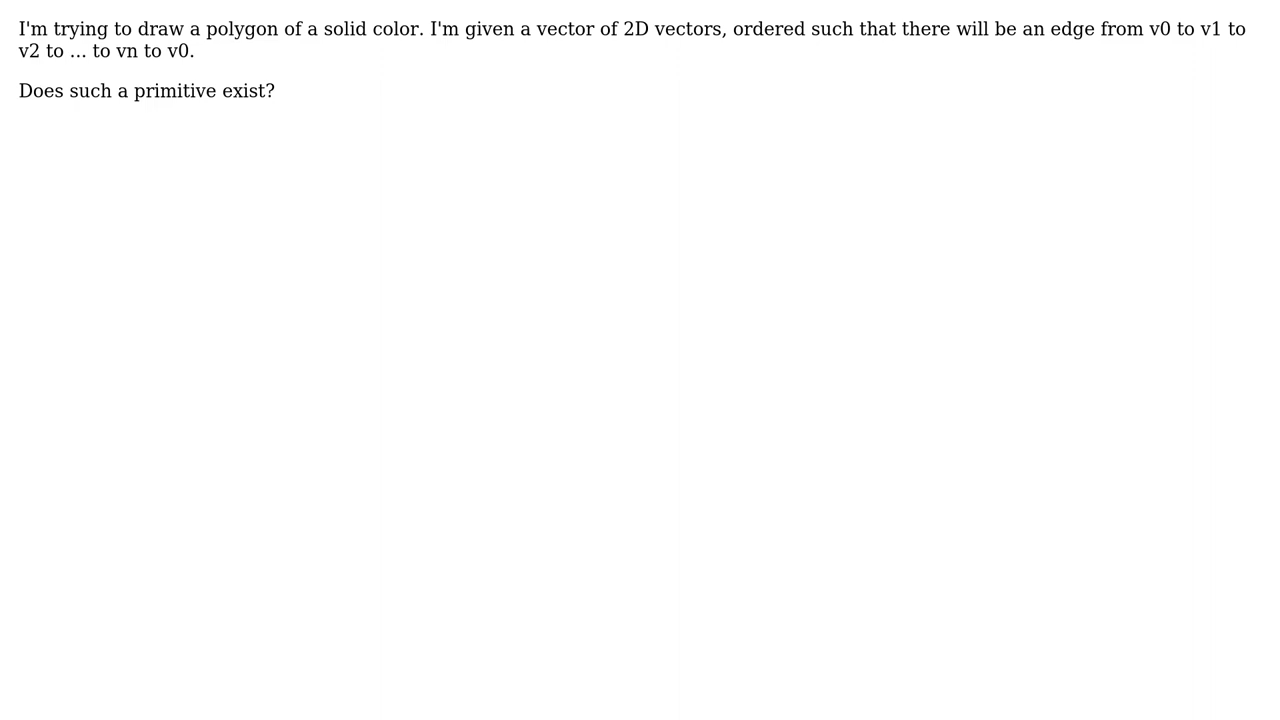 I'm trying to draw a polygon of a solid color. I'm given a vector of 2D vectors, ordered such that there will be an edge from v0 to v1 to
v2 to ... to vn to v0.
Does such a primitive exist?